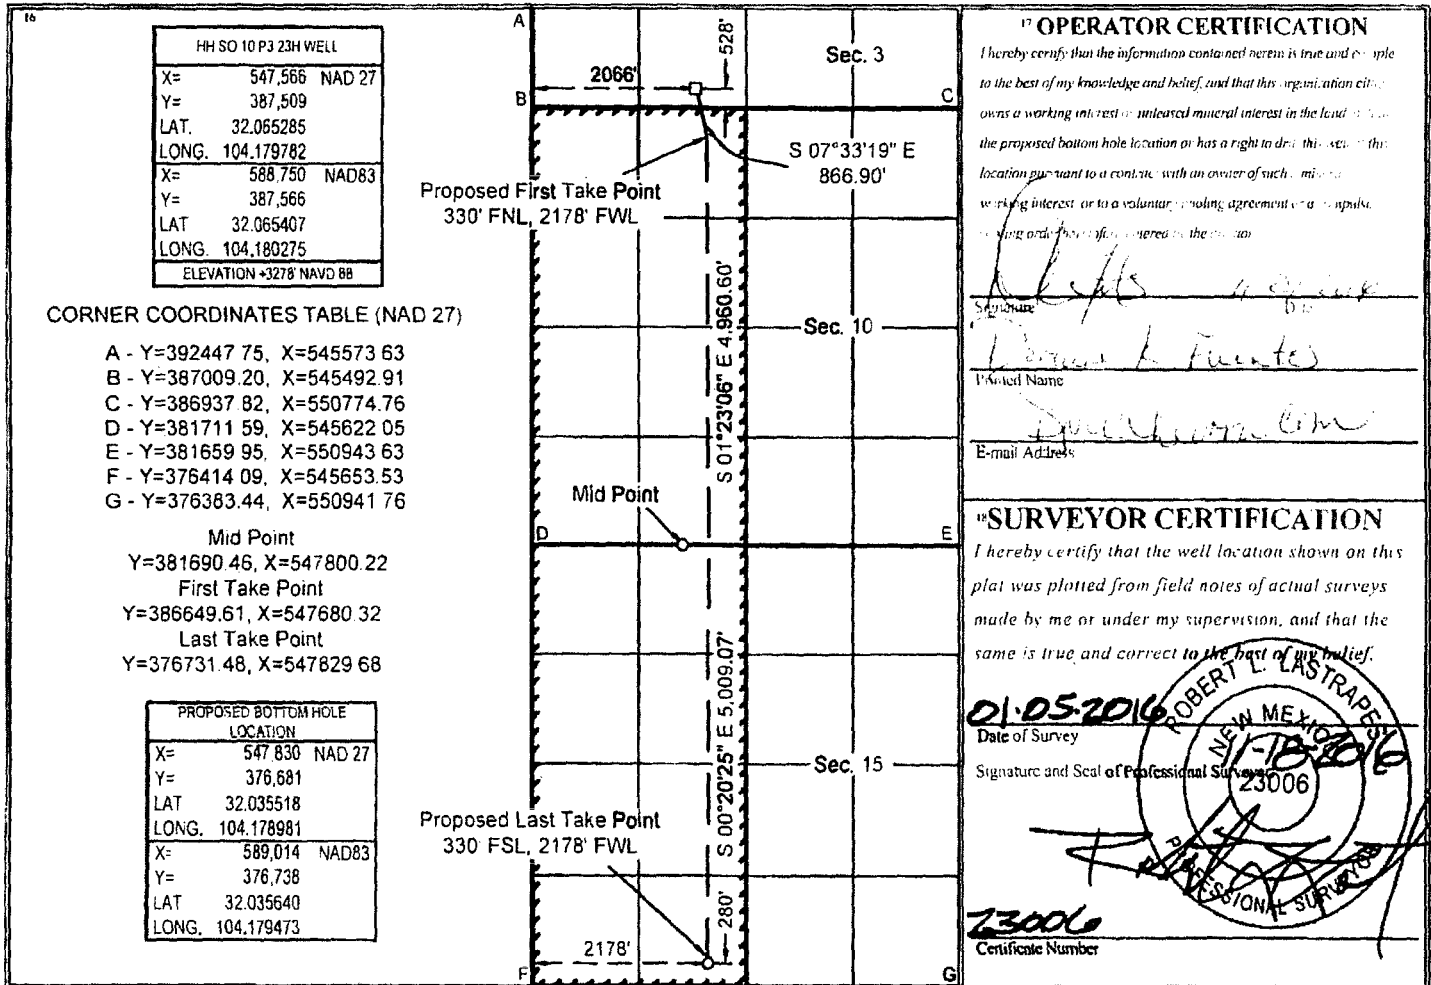 16
HH SO 10 P3 23H WELL
X= 547,566 NAD 27
Y= 387,509
LAT. 32.065285
LONG. 104.179782
X= 588,750 NAD83
Y= 387,566
LAT 32.065407
LONG. 104.180275
ELEVATION +3278' NAVD 88
CORNER COORDINATES TABLE (NAD 27)
A - Y=392447 75, X=545573 63
B - Y=387009.20, X=545492.91
C - Y=386937.82, X=550774.76
D - Y=381711 59, X=545622 05
E - Y=381659 95, X=550943 63
F - Y=376414 09, X=545653.53
G - Y=376383.44, X=550941 76
Mid Point
Y=381690.46, X=547800.22
First Take Point
Y=386649.61, X=547680.32
Last Take Point
Y=376731.48, X=547829 68
PROPOSED BOTTOM HOLE
LOCATION
X= 547,830 NAD 27
Y= 376,681
LAT 32.035518
LONG. 104.178981
X= 589,014 NAD83
Y= 376,738
LAT 32.035640
LONG. 104.179473
A
528'
Sec. 3
2066'
B
C
S 07°33'19" E
866.90'
Proposed First Take Point
330' FNL, 2178' FWL
S 01°23'06" E 4,960.60'
Sec. 10
Mid Point
D
E
S 00°20'25" E 5,009.07'
Sec. 15
Proposed Last Take Point
330' FSL, 2178' FWL
280'
2178'
F
G
17 OPERATOR CERTIFICATION
I hereby certify that the information contained herein is true and
to the best of my knowledge and belief, and that this organization
owns a working interest or unleased mineral interest in the land
the proposed bottom hole location or has a right to drill this well
location pursuant to a contract with an owner of such
working interest, or to a voluntary pooling agreement or a
Signature
Printed Name
E-mail Address
18 SURVEYOR CERTIFICATION
I hereby certify that the well location shown on this
plat was plotted from field notes of actual surveys
made by me or under my supervision, and that the
same is true and correct to the best of my belief.
01.05.2016
Date of Survey
Signature and Seal of Professional Surveyor
ROBERT L. LASTRAPES
NEW MEXICO
11-18-2016
23006
PROFESSIONAL SURVEYOR
23006
Certificate Number